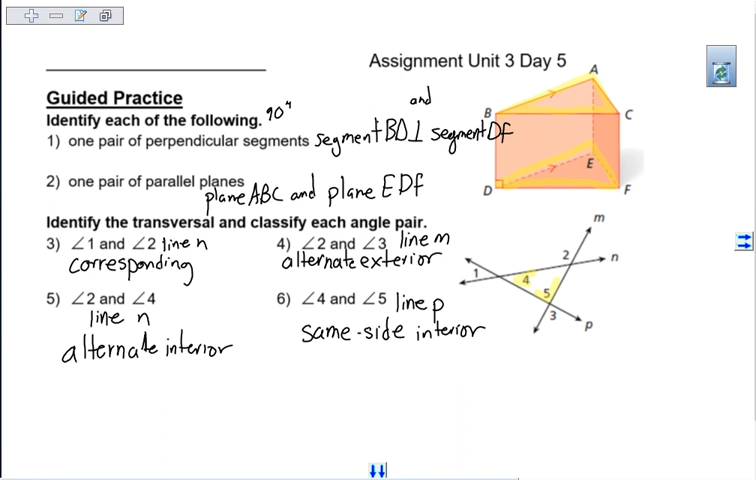 Assignment Unit 3 Day 5
Guided Practice
Identify each of the following. 90°
1) one pair of perpendicular segments segment BD ⊥ and segment DF
2) one pair of parallel planes plane ABC and plane EDF
Identify the transversal and classify each angle pair.
3) ∠1 and ∠2 line n
corresponding
4) ∠2 and ∠3 line m
alternate exterior
5) ∠2 and ∠4
line n
alternate interior
6) ∠4 and ∠5 line p
same-side interior
A
B
C
E
D
F
m
2
n
1
4
5
3
p